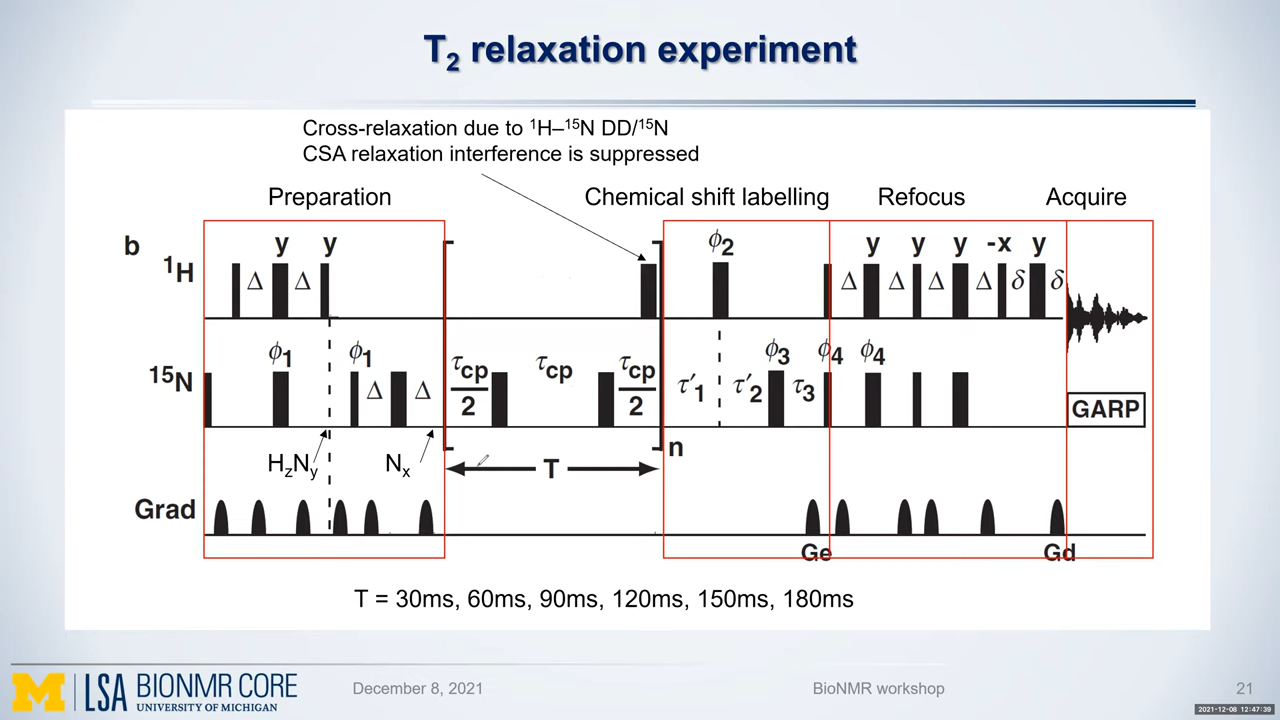 T₂ relaxation experiment
Cross-relaxation due to ¹H–¹⁵N DD/¹⁵N
CSA relaxation interference is suppressed
Preparation
Chemical shift labelling
Refocus
Acquire
b
¹H
Δ y Δ y
ϕ₂
Δ y Δ y Δ y Δ -x δ y δ
¹⁵N
ϕ₁ ϕ₁ Δ Δ
τcp/2 τcp τcp/2
n
τ′₁ τ′₂ ϕ₃ τ₃ ϕ₄ ϕ₄
GARP
HzNy
Nx
T
Grad
Ge
Gd
T = 30ms, 60ms, 90ms, 120ms, 150ms, 180ms
M LSA BIONMR CORE
UNIVERSITY OF MICHIGAN
December 8, 2021
BioNMR workshop
21
2021-12-08 12:47:39